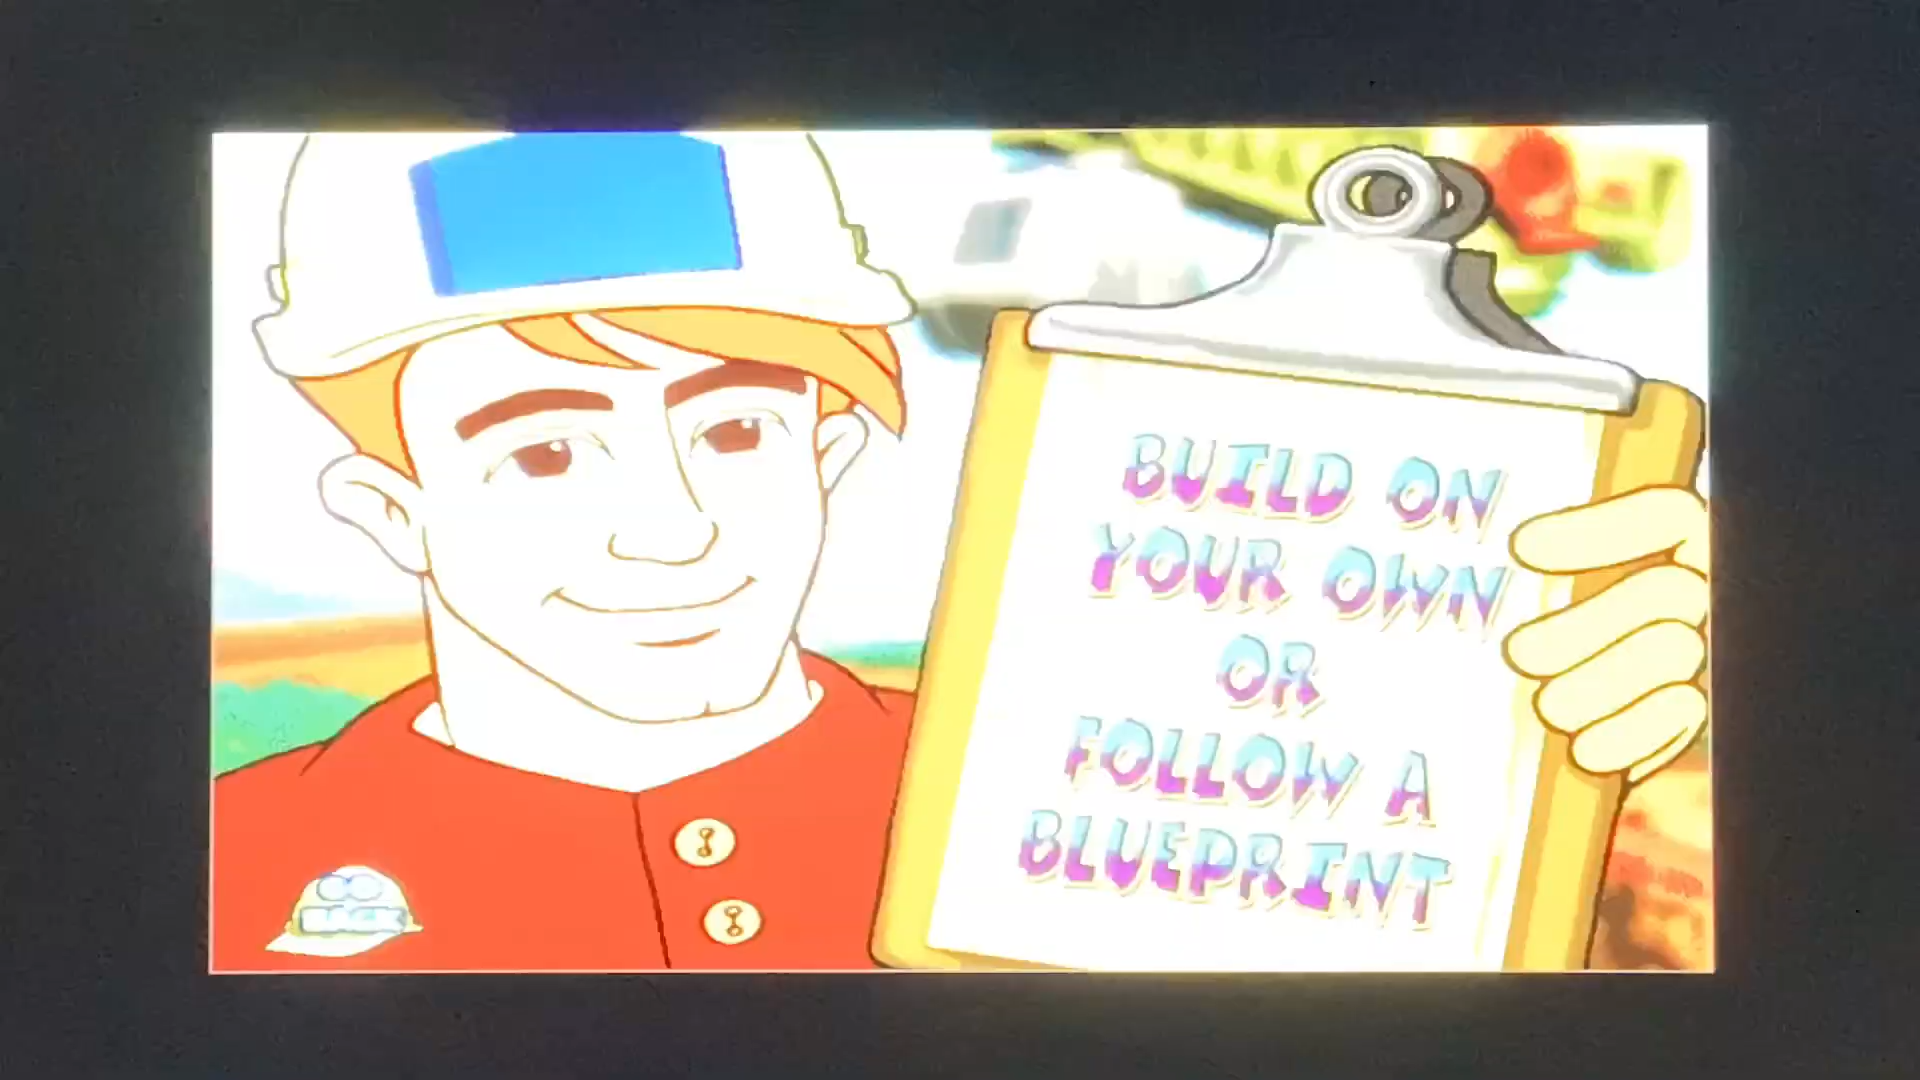 BUILD ON
YOUR OWN
OR
FOLLOW A
BLUEPRINT
GO
BACK